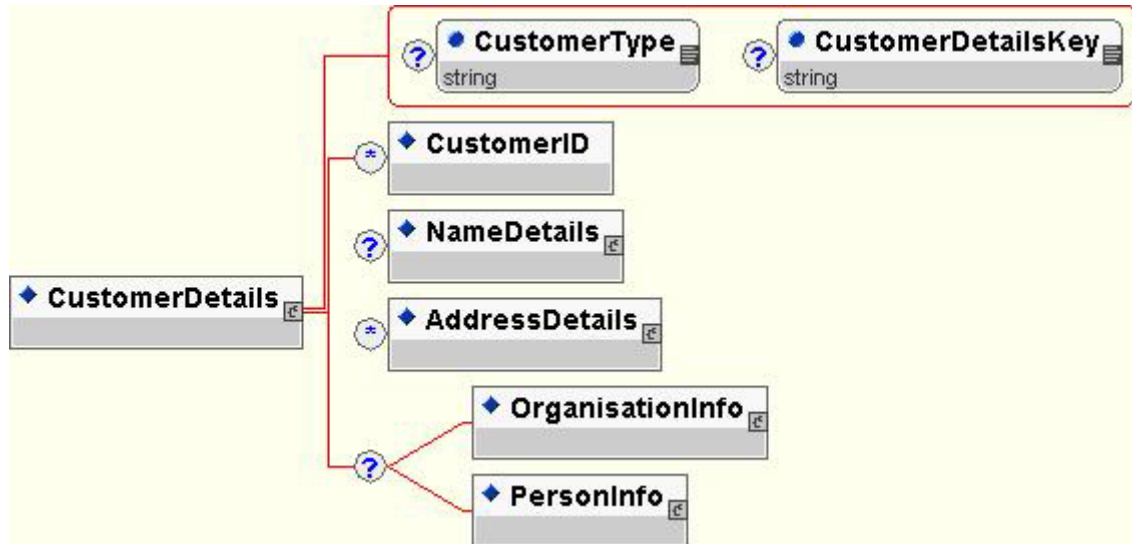 ? CustomerType ? CustomerDetailsKey
string string
* CustomerID
? NameDetails
CustomerDetails
* AddressDetails
OrganisationInfo
?
PersonInfo